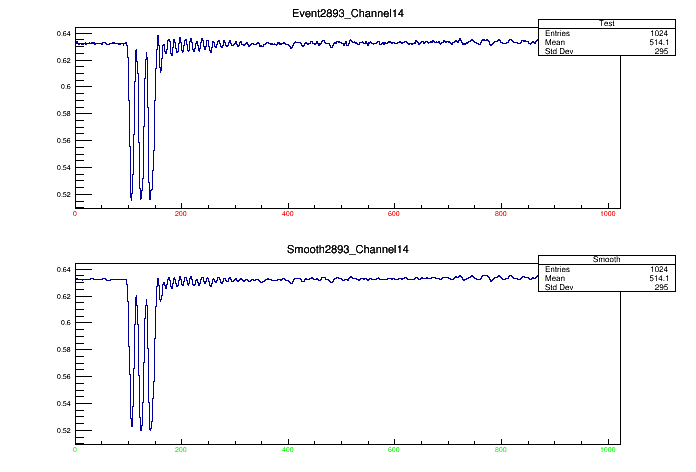 Event2893_Channel14
Test
Entries 1024
Mean 514.1
Std Dev 295
0.64
0.62
0.6
0.58
0.56
0.54
0.52
0 200 400 600 800 1000
Smooth2893_Channel14
Smooth
Entries 1024
Mean 514.1
Std Dev 295
0.64
0.62
0.6
0.58
0.56
0.54
0.52
0 200 400 600 800 1000